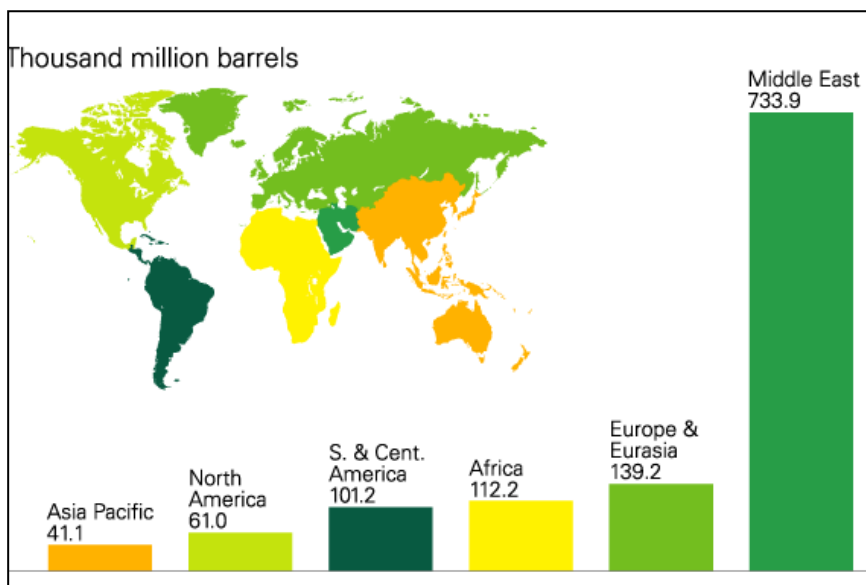 Thousand million barrels
Middle East
733.9
Europe &
Eurasia
139.2
S. & Cent.
America
101.2
Africa
112.2
North
America
61.0
Asia Pacific
41.1